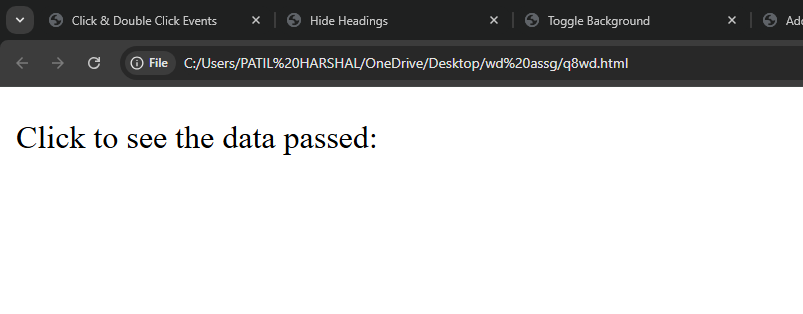 Click & Double Click Events
Hide Headings
Toggle Background
Add
File
C:/Users/PATIL%20HARSHAL/OneDrive/Desktop/wd%20assg/q8wd.html
Click to see the data passed: